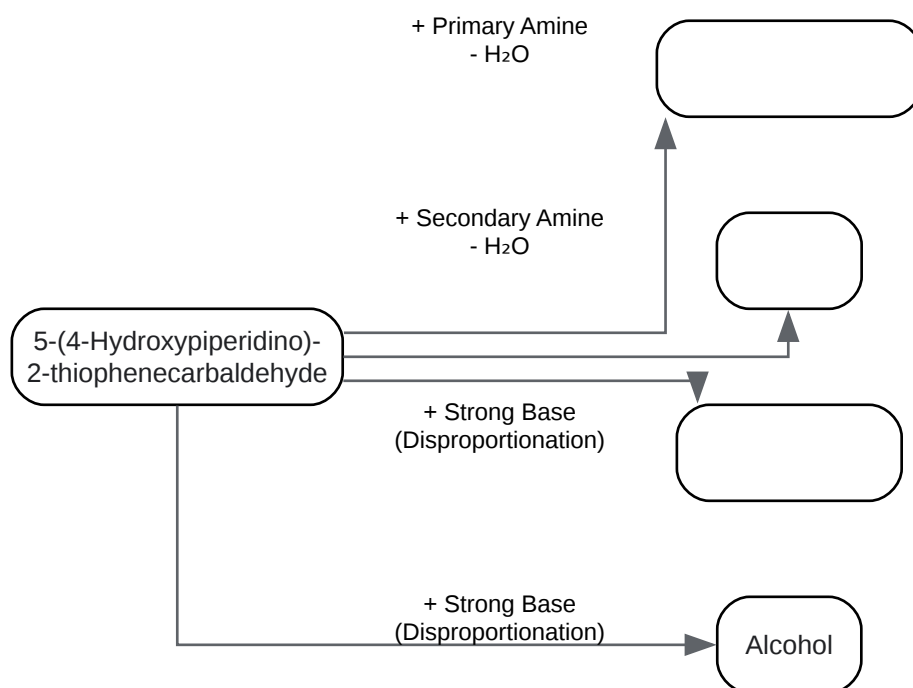 + Primary Amine
- H₂O
+ Secondary Amine
- H₂O
5-(4-Hydroxypiperidino)-
2-thiophenecarbaldehyde
+ Strong Base
(Disproportionation)
+ Strong Base
(Disproportionation)
Alcohol